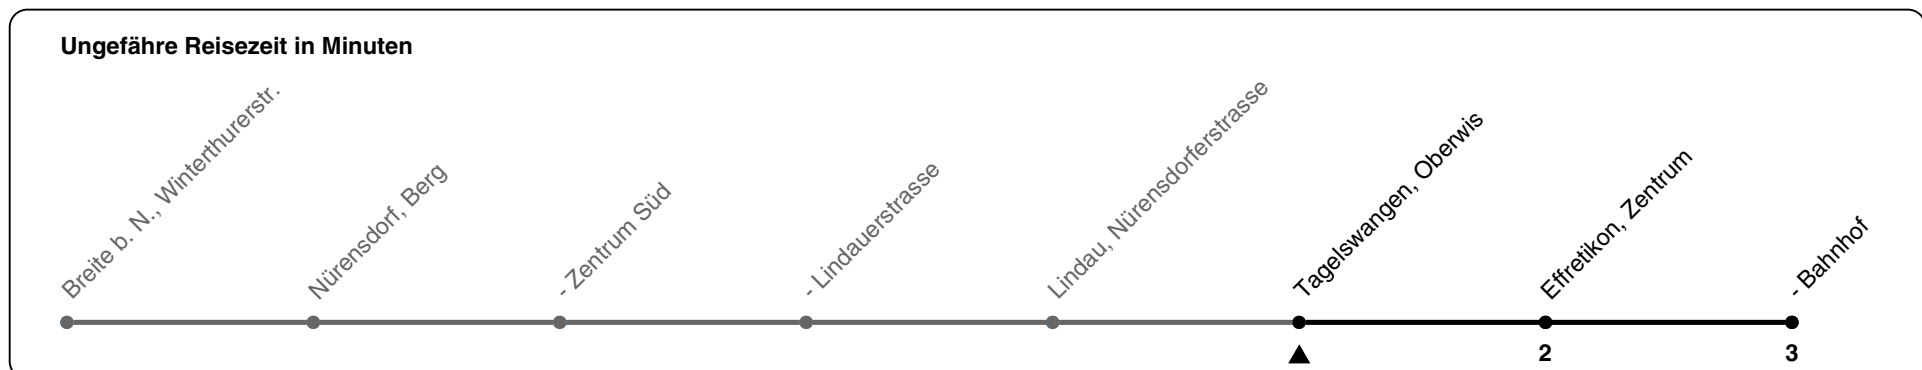 Ungefähre Reisezeit in Minuten
Breite b. N., Winterthurerstr.
Nürensdorf, Berg
- Zentrum Süd
- Lindauerstrasse
Lindau, Nürensdorferstrasse
Tagelswangen, Oberwis
Effretikon, Zentrum
- Bahnhof
2
3